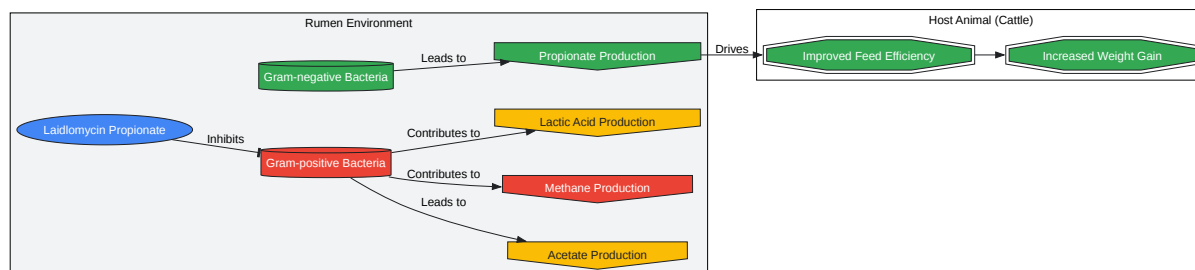 Rumen Environment
Host Animal (Cattle)
Gram-negative Bacteria
Leads to
Propionate Production
Drives
Improved Feed Efficiency
Increased Weight Gain
Laidlomycin Propionate
Inhibits
Gram-positive Bacteria
Contributes to
Lactic Acid Production
Contributes to
Methane Production
Leads to
Acetate Production